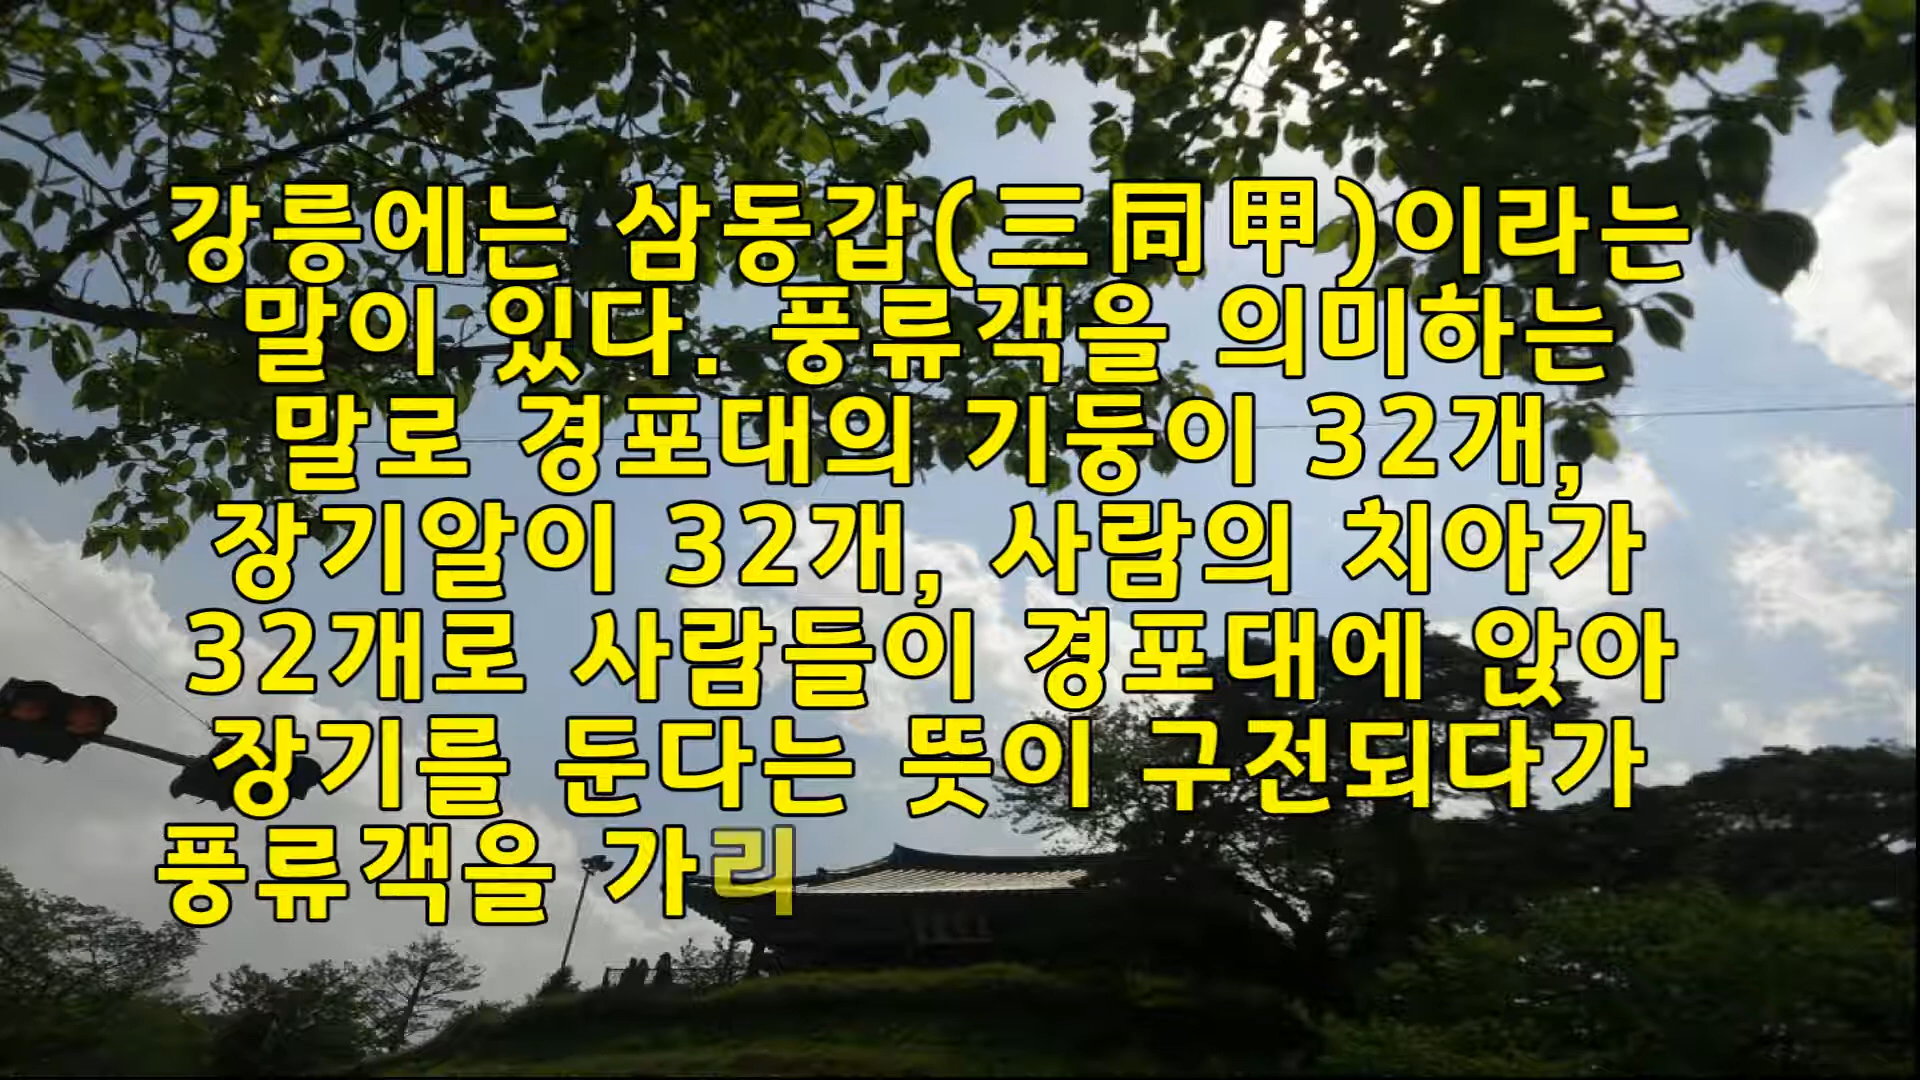 강릉에는 삼동갑(三同甲)이라는
말이 있다. 풍류객을 의미하는
말로 경포대의 기둥이 32개,
장기알이 32개, 사람의 치아가
32개로 사람들이 경포대에 앉아
장기를 둔다는 뜻이 구전되다가
풍류객을 가리